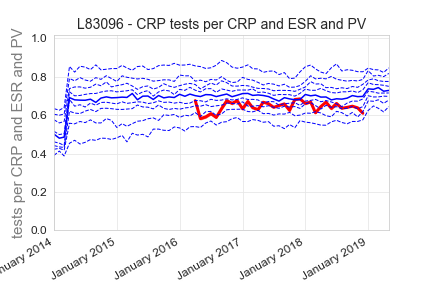 L83096 - CRP tests per CRP and ESR and PV
tests per CRP and ESR and PV
1.0
0.8
0.6
0.4
0.2
0.0
nuary 2014
January 2015
January 2016
January 2017
January 2018
January 2019